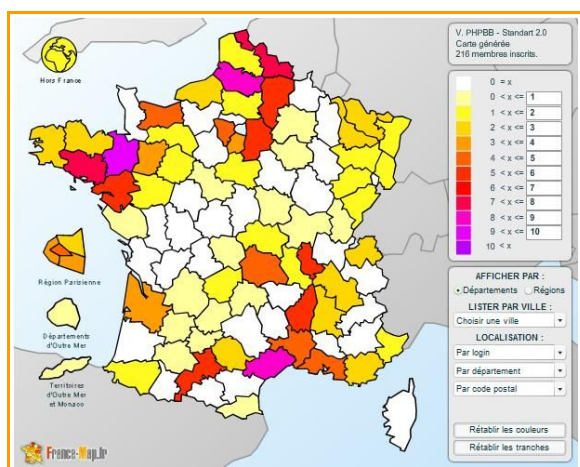 V. PHPBB - Standart 2.0
Carte générée
216 membres inscrits.
Hors France
0 = x
0 < x <= 1
1 < x <= 2
2 < x <= 3
3 < x <= 4
4 < x <= 5
5 < x <= 6
6 < x <= 7
7 < x <= 8
8 < x <= 9
9 < x <= 10
10 < x
Région Parisienne
Départements
d'Outre Mer
Territoires
d'Outre Mer
et Monaco
AFFICHER PAR :
Départements Régions
LISTER PAR VILLE :
Choisir une ville
LOCALISATION :
Par login
Par département
Par code postal
Rétablir les couleurs
Rétablir les tranches
France-Map.fr